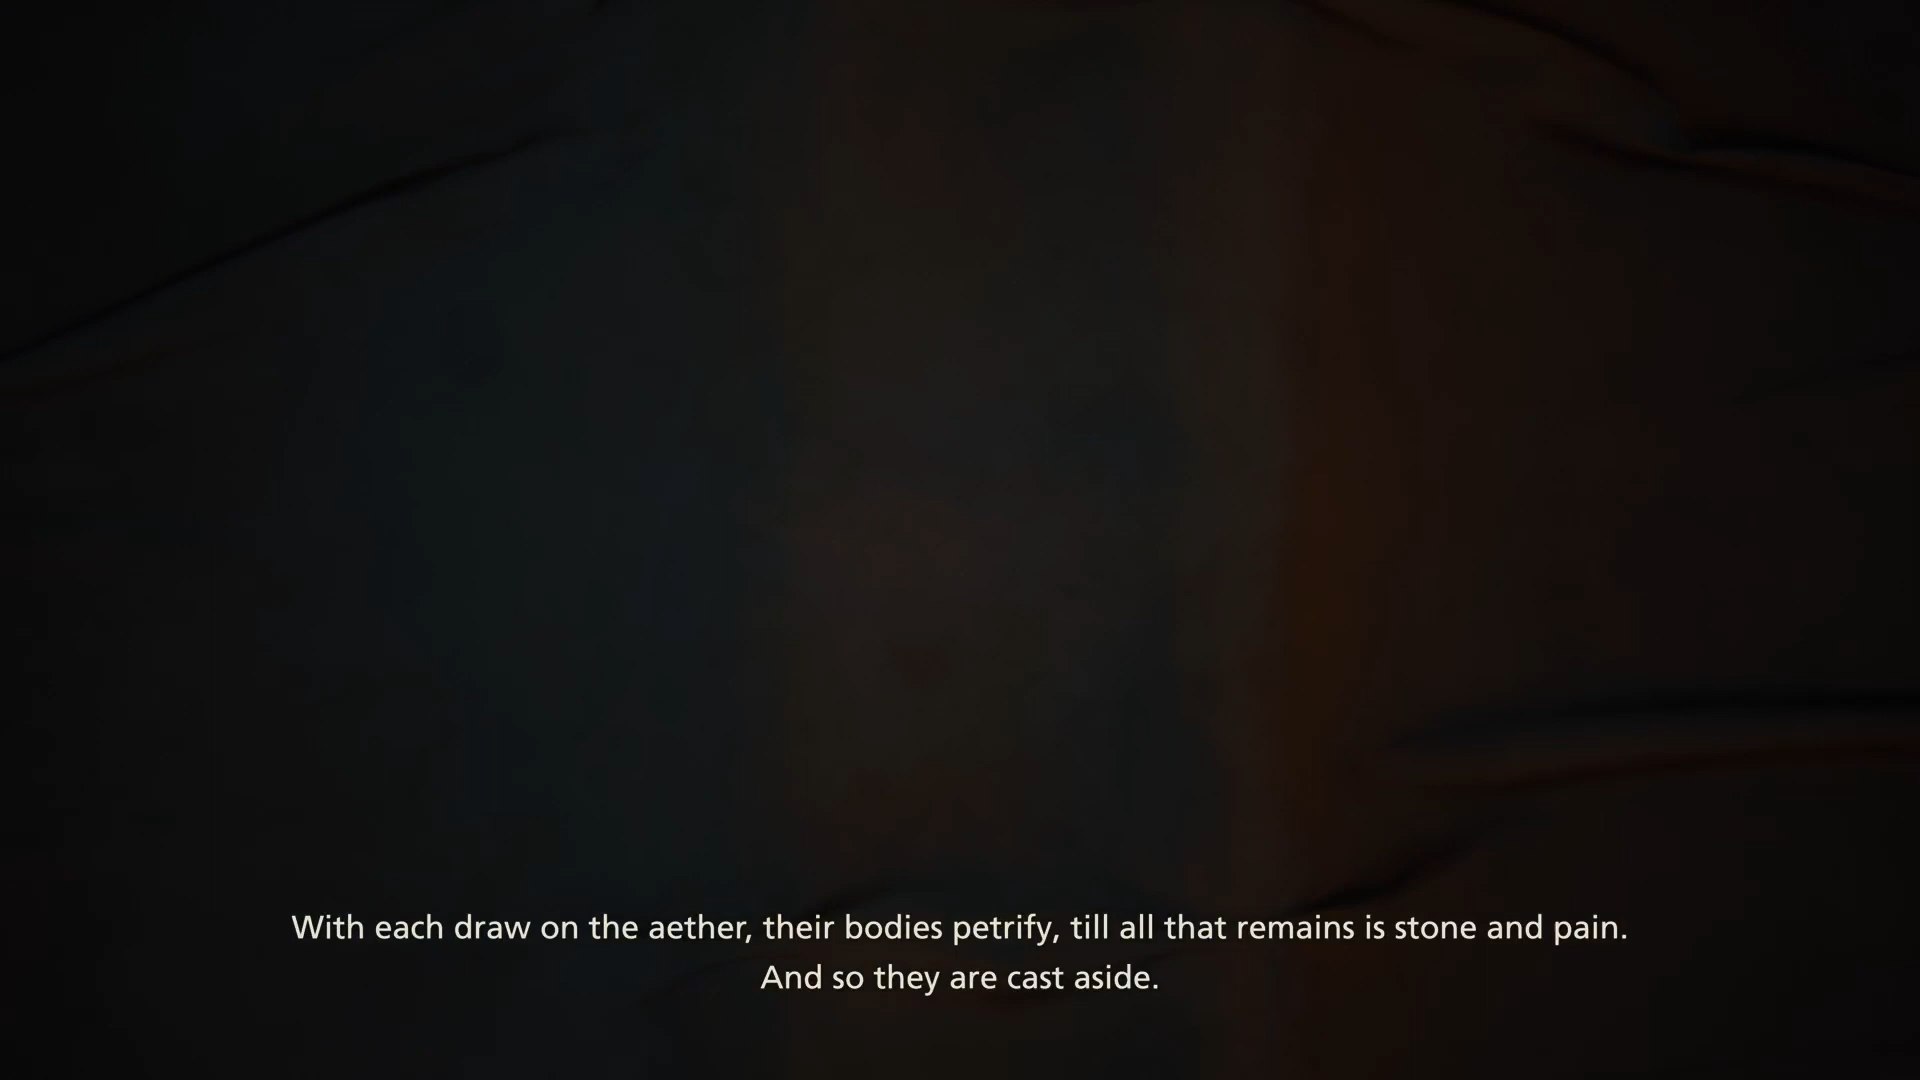 With each draw on the aether, their bodies petrify, till all that remains is stone and pain.
And so they are cast aside.